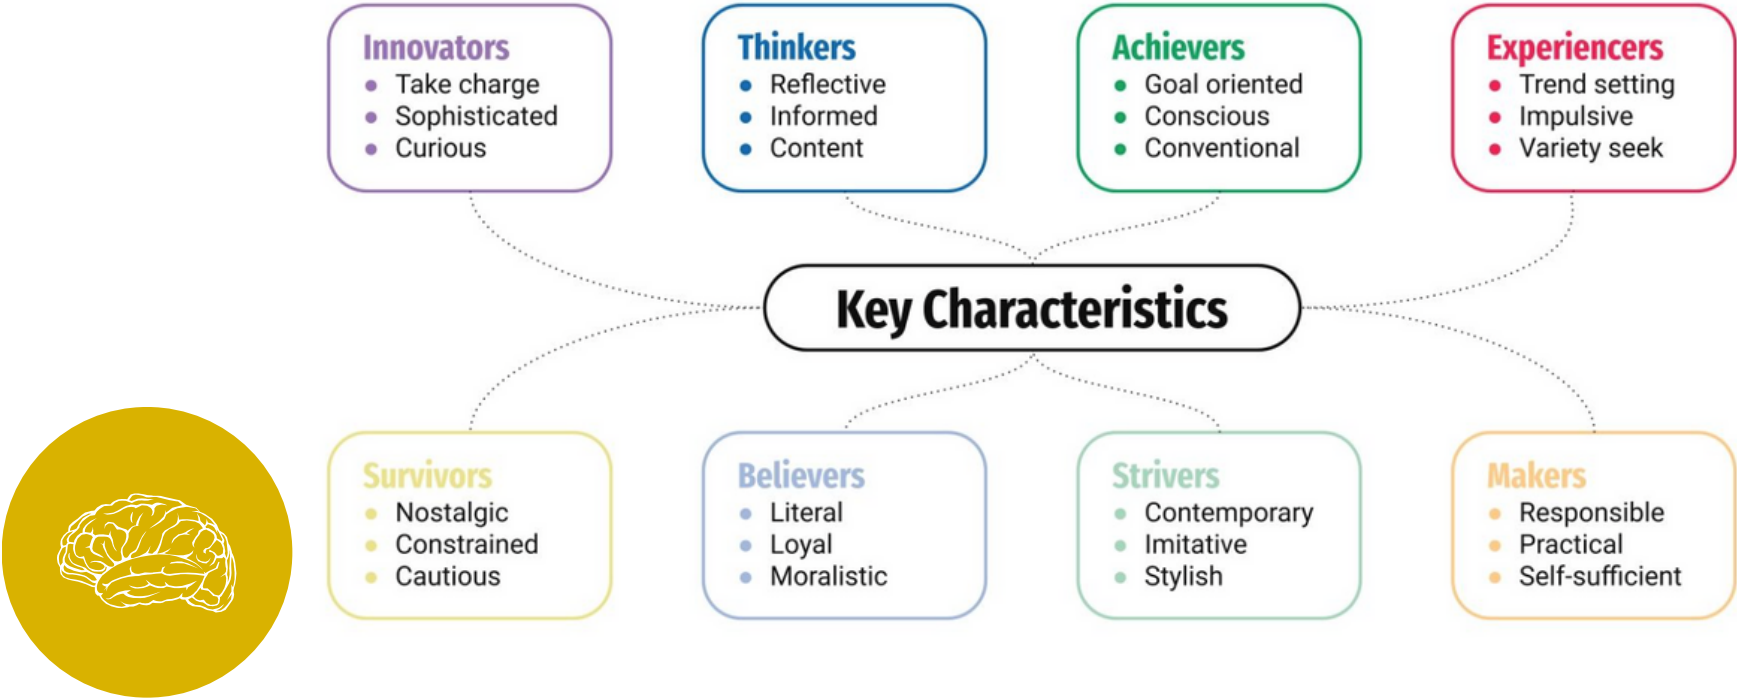 Innovators
• Take charge
• Sophisticated
• Curious
Thinkers
• Reflective
• Informed
• Content
Achievers
• Goal oriented
• Conscious
• Conventional
Experiencers
• Trend setting
• Impulsive
• Variety seek
Key Characteristics
Survivors
• Nostalgic
• Constrained
• Cautious
Believers
• Literal
• Loyal
• Moralistic
Strivers
• Contemporary
• Imitative
• Stylish
Makers
• Responsible
• Practical
• Self-sufficient